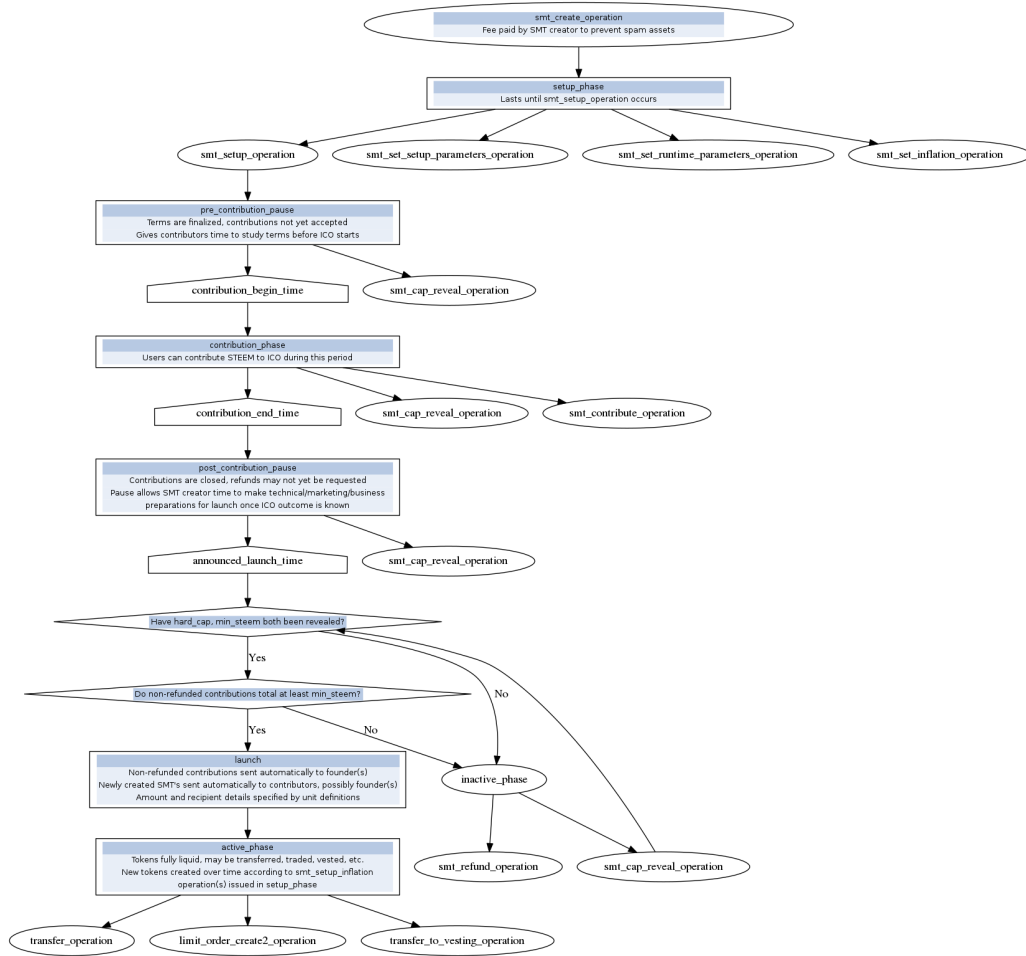 smt_create_operation
Fee paid by SMT creator to prevent spam assets
setup_phase
Lasts until smt_setup_operation occurs
smt_setup_operation
smt_set_setup_parameters_operation
smt_set_runtime_parameters_operation
smt_set_inflation_operation
pre_contribution_pause
Terms are finalized, contributions not yet accepted
Gives contributors time to study terms before ICO starts
contribution_begin_time
smt_cap_reveal_operation
contribution_phase
Users can contribute STEEM to ICO during this period
contribution_end_time
smt_cap_reveal_operation
smt_contribute_operation
post_contribution_pause
Contributions are closed, refunds may not yet be requested
Pause allows SMT creator time to make technical/marketing/business
preparations for launch once ICO outcome is known
announced_launch_time
smt_cap_reveal_operation
Have hard_cap, min_steem both been revealed?
Yes
No
Do non-refunded contributions total at least min_steem?
Yes
No
launch
Non-refunded contributions sent automatically to founder(s)
Newly created SMT's sent automatically to contributors, possibly founder(s)
Amount and recipient details specified by unit definitions
inactive_phase
active_phase
Tokens fully liquid, may be transferred, traded, vested, etc.
New tokens created over time according to smt_setup_inflation
operation(s) issued in setup_phase
smt_refund_operation
smt_cap_reveal_operation
transfer_operation
limit_order_create2_operation
transfer_to_vesting_operation